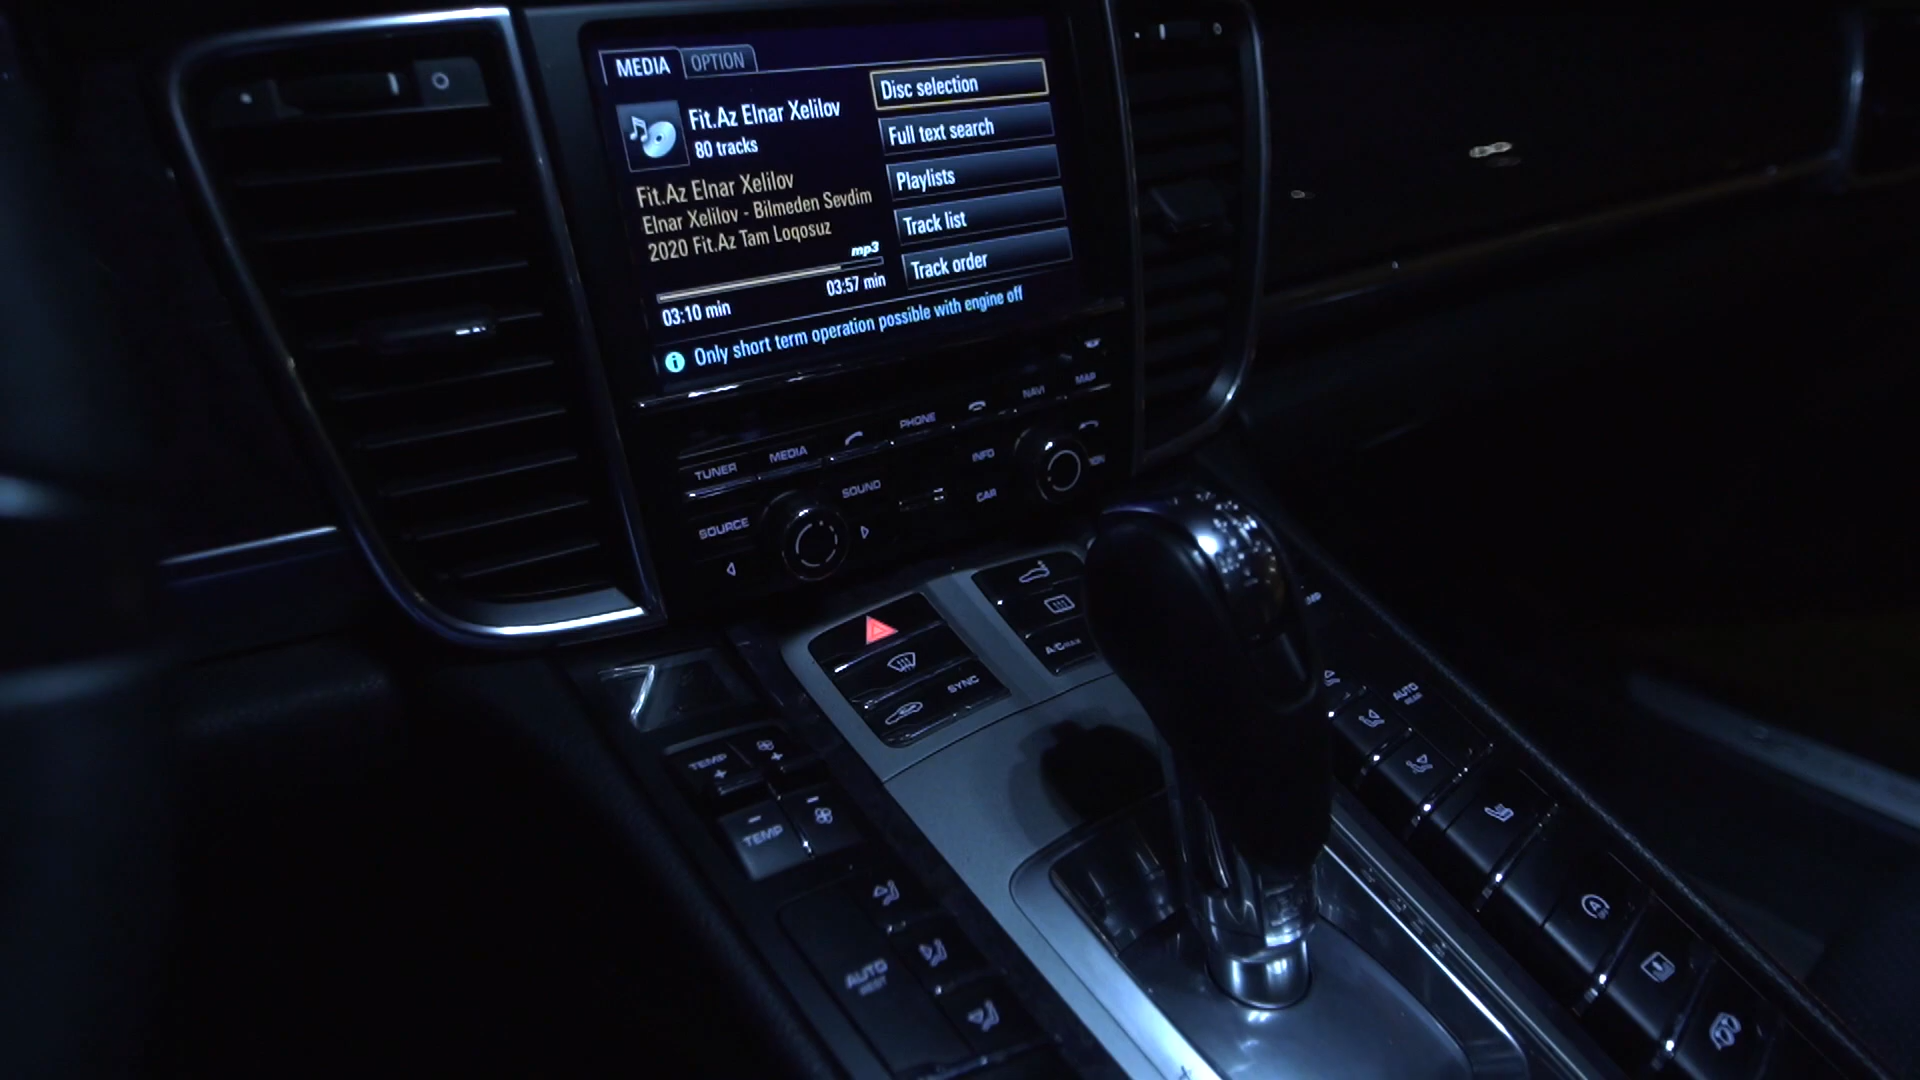 MEDIA OPTION
Fit.Az Elnar Xelilov
80 tracks
Fit.Az Elnar Xelilov
Elnar Xelilov - Bilmeden Sevdim
2020 Fit.Az Tam Loqosuz
mp3
03:10 min 03:57 min
Disc selection
Full text search
Playlists
Track list
Track order
Only short term operation possible with engine off
TUNER MEDIA PHONE NAVI MAP
SOURCE SOUND INFO
CAR
SYNC
A/C MAX
TEMP
TEMP
AUTO
REST
AUTO
REAR